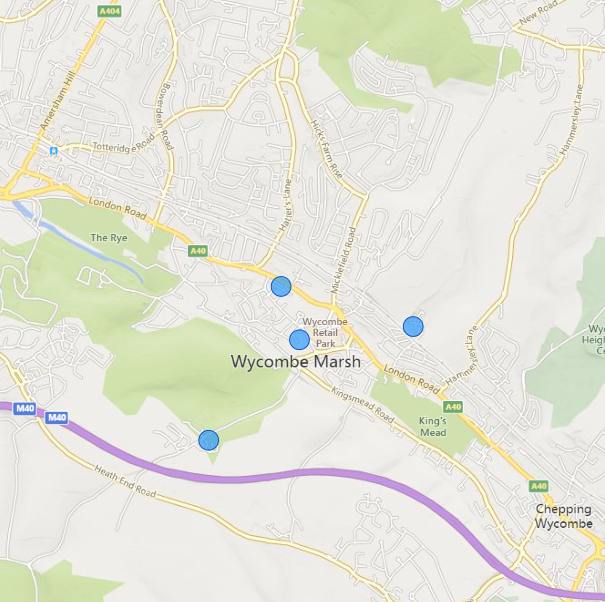 A404
New Road
Amersham Hill
Bowerdean Road
Hammersley Lane
Totteridge Road
Hicks Farm Rise
Hatter's Lane
London Road
The Rye
A40
Micklefield Road
Wycombe
Retail
Park
Wycombe Marsh
Hammersley Lane
London Road
A40
King's
Mead
Kingsmead Road
M40
M40
Heath End Road
A40
Chepping
Wycombe